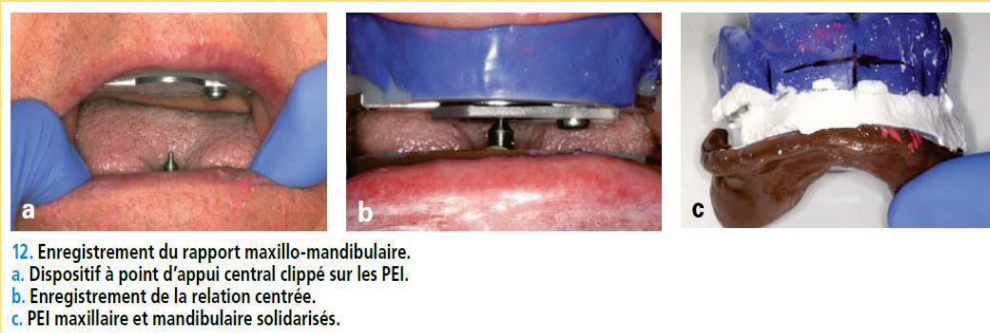 a
b
c
12. Enregistrement du rapport maxillo-mandibulaire.
a. Dispositif à point d'appui central clippé sur les PEI.
b. Enregistrement de la relation centrée.
c. PEI maxillaire et mandibulaire solidarisés.